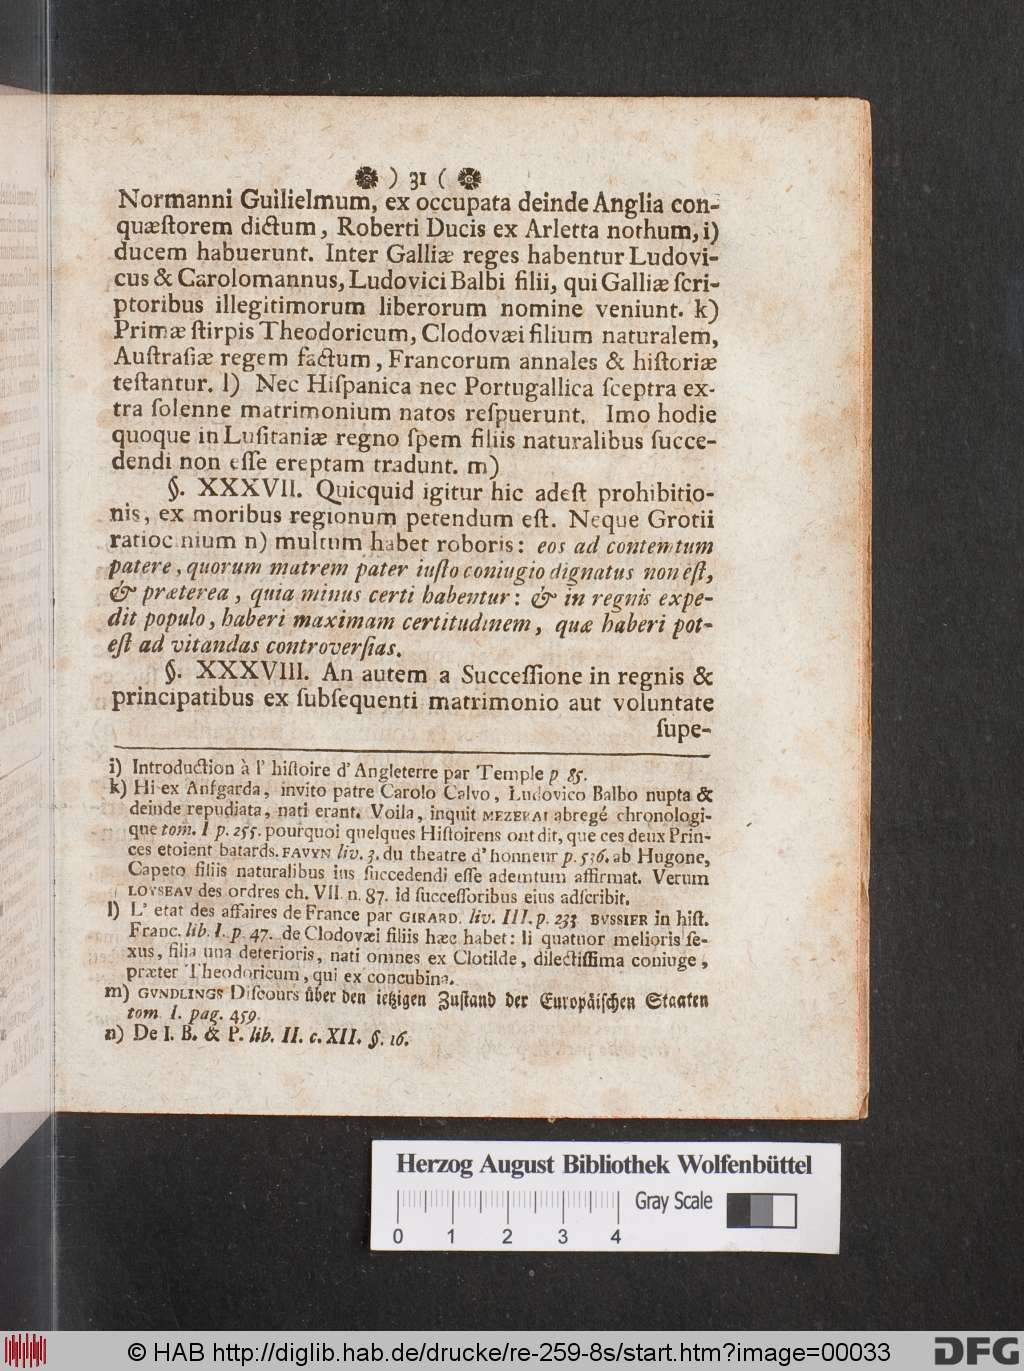 ) 31 (
Normanni Guilielmum, ex occupata deinde Anglia con-
quæſtorem dictum, Roberti Ducis ex Arletta nothum, i)
ducem habuerunt. Inter Galliæ reges habentur Ludovi-
cus & Carolomannus, Ludovici Balbi filii, qui Galliæ ſcri-
ptoribus illegitimorum liberorum nomine veniunt. k)
Primæ ſtirpis Theodoricum, Clodovæi filium naturalem,
Auſtraſiæ regem factum, Francorum annales & hiſtoriæ
teſtantur. l) Nec Hiſpanica nec Portugallica ſceptra ex-
tra ſolenne matrimonium natos reſpuerunt. Imo hodie
quoque in Luſitaniæ regno ſpem filiis naturalibus ſucce-
dendi non eſſe ereptam tradunt. m)
§. XXXVII. Quicquid igitur hic adeſt prohibitio-
nis, ex moribus regionum petendum eſt. Neque Grotii
ratiocinium n) multum habet roboris: eos ad contemtum
patere, quorum matrem pater iuſto coniugio dignatus non eſt,
& præterea, quia minus certi habentur: & in regnis expe-
dit populo, haberi maximam certitudinem, quæ haberi pot-
eſt ad vitandas controverſias.
§. XXXVIII. An autem a Succeſſione in regnis &
principatibus ex ſubſequenti matrimonio aut voluntate
ſupe-
i) Introduction à l' hiſtoire d' Angleterre par Temple p 85.
k) Hi ex Anſgarda, invito patre Carolo Calvo, Ludovico Balbo nupta &
deinde repudiata, nati erant. Voila, inquit MEZERAI abregé chronologi-
que tom. I p. 255. pourquoi quelques Hiſtoirens ont dit, que ces deux Prin-
ces etoient batards. FAVYN liv. 3. du theatre d' honneur p. 536. ab Hugone,
Capeto filiis naturalibus ius ſuccedendi eſſe ademtum affirmat. Verum
LOYSEAV des ordres ch. VII. n. 87. id ſucceſſoribus eius adſcribit.
l) L' etat des affaires de France par GIRARD. liv. III. p. 233 BVSSIER in hiſt.
Franc. lib. I. p. 47. de Clodovæi filiis hæc habet: Ii quatuor melioris ſe-
xus, filia una deterioris, nati omnes ex Clotilde, dilectiſſima coniuge,
præter Theodoricum, qui ex concubina.
m) GVNDLINGS Diſcours über den ietzigen Zuſtand der Europäiſchen Staaten
tom. I. pag. 459.
n) De I. B. & P. lib. II. c. XII. §. 16.
Herzog August Bibliothek Wolfenbüttel
Gray Scale
0 1 2 3 4
© HAB http://diglib.hab.de/drucke/re-259-8s/start.htm?image=00033
DFG